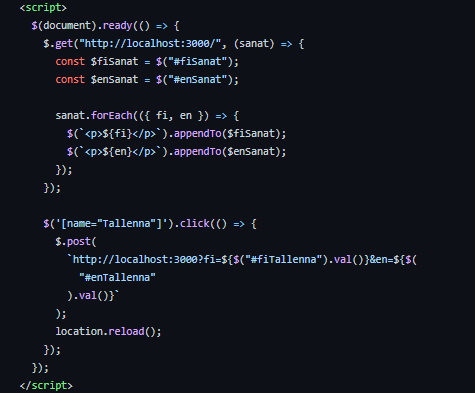 <script>
$(document).ready(() => {
$.get("http://localhost:3000/", (sanat) => {
const $fiSanat = $("#fiSanat");
const $enSanat = $("#enSanat");
sanat.forEach(({ fi, en }) => {
$(`<p>${fi}</p>`).appendTo($fiSanat);
$(`<p>${en}</p>`).appendTo($enSanat);
});
});
$('[name="Tallenna"]').click(() => {
$.post(
`http://localhost:3000?fi=${$("#fiTallenna").val()}&en=${$(
"#enTallenna"
).val()}`
);
location.reload();
});
});
</script>